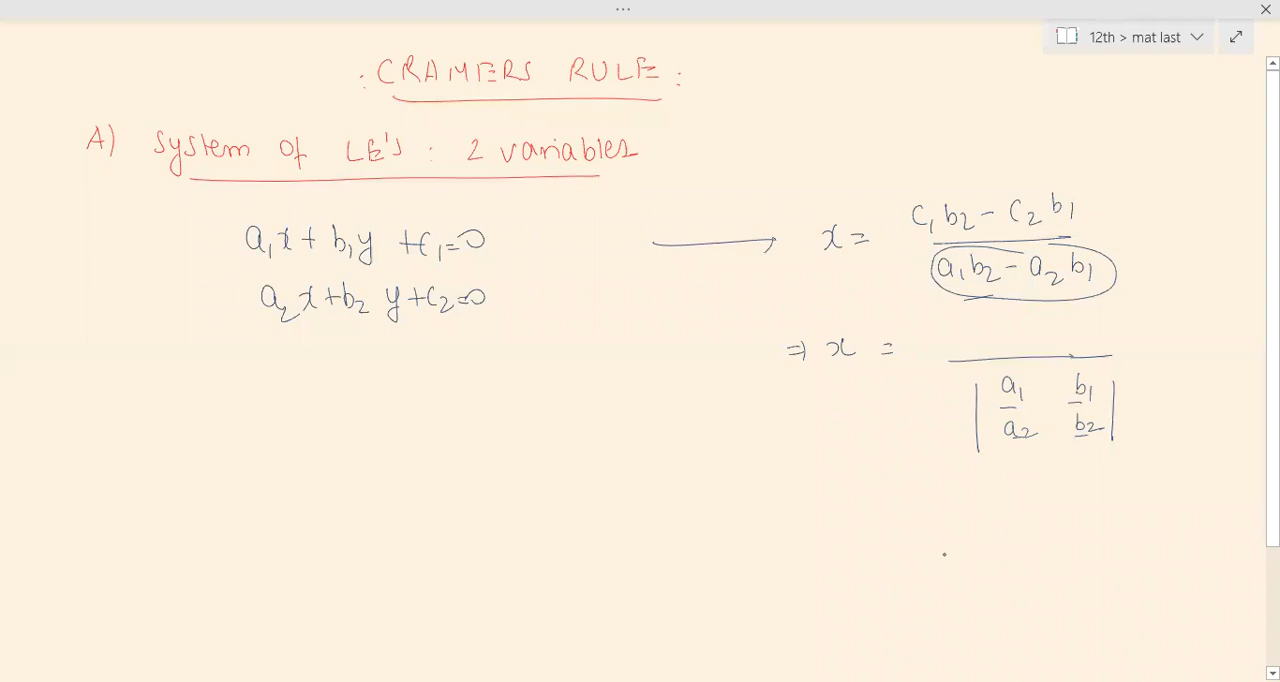 12th > mat last
: CRAMERS RULE :
A) System of LE's : 2 variables
a₁x + b₁y + c₁ = 0
a₂x + b₂y + c₂ = 0
x = (c₁b₂ - c₂b₁) / (a₁b₂ - a₂b₁)
⇒ x = ―――
| a₁ b₁ |
| a₂ b₂ |